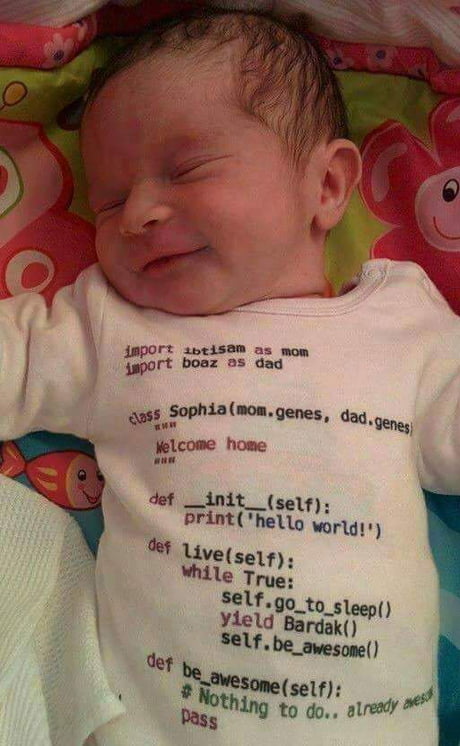 import ibtisam as mom
import boaz as dad
class Sophia(mom.genes, dad.genes
"""
Welcome home
"""
def __init__(self):
print('hello world!')
def live(self):
while True:
self.go_to_sleep()
yield Bardak()
self.be_awesome()
def be_awesome(self):
# Nothing to do.. already aweso
pass